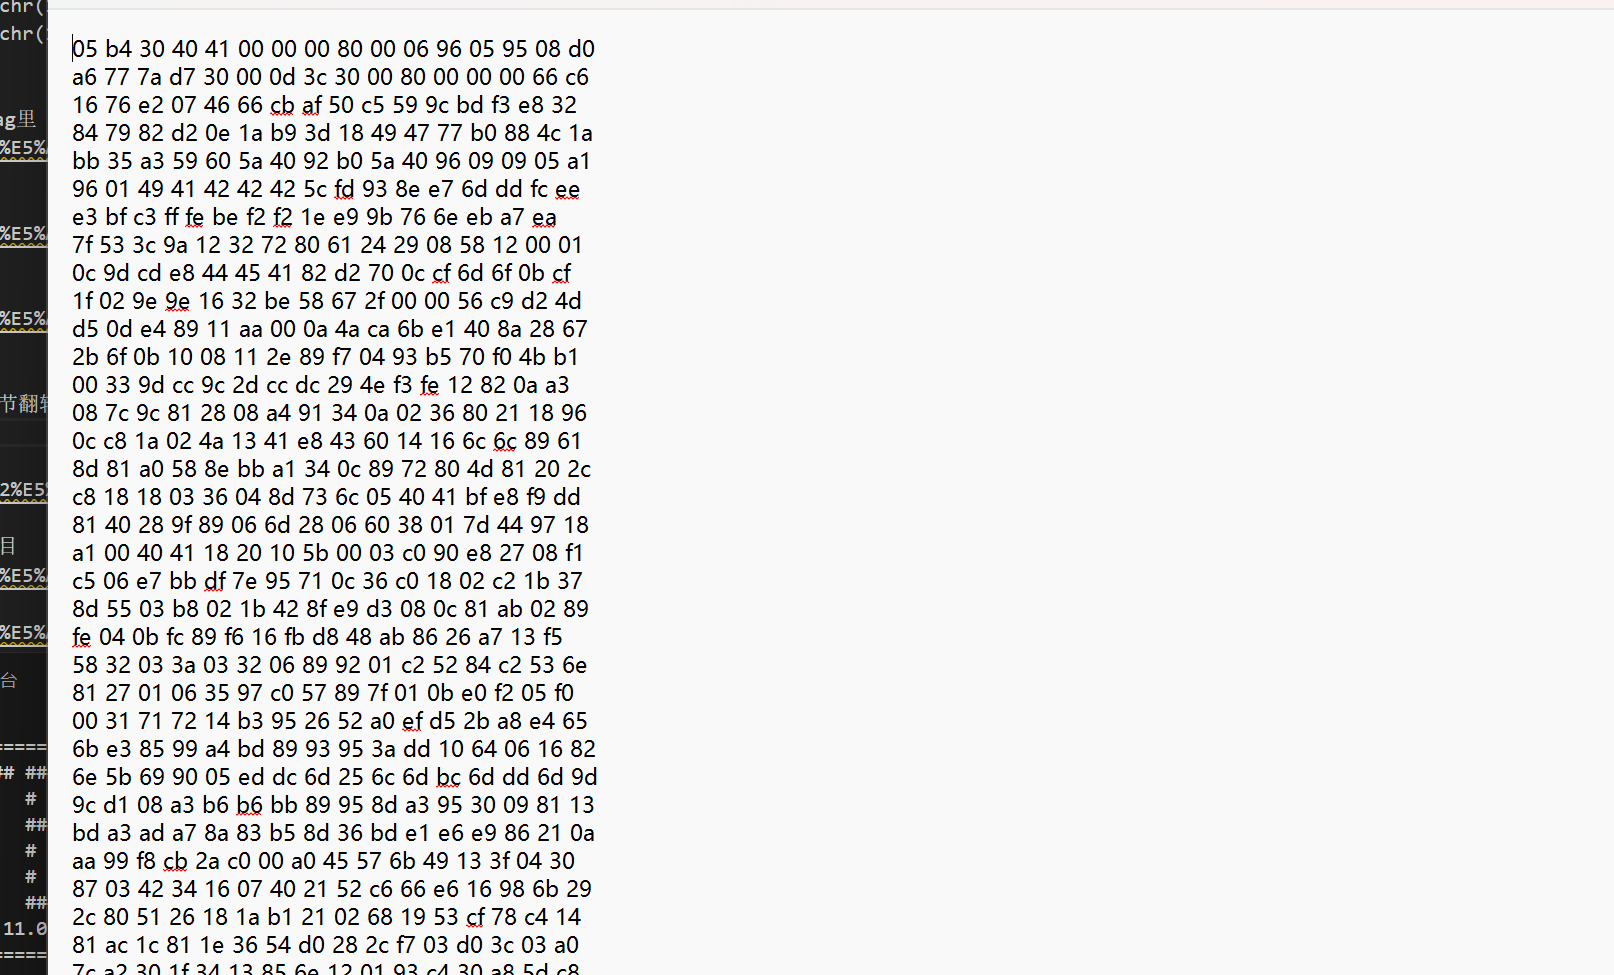 chr(
chr(
ag里
%E5%
%E5%
%E5%
节翻转
2%E5%
目
%E5%
%E5%
台
=====
## ##
#
##
#
#
##
11.0
=====
05 b4 30 40 41 00 00 00 80 00 06 96 05 95 08 d0
a6 77 7a d7 30 00 0d 3c 30 00 80 00 00 00 66 c6
16 76 e2 07 46 66 cb af 50 c5 59 9c bd f3 e8 32
84 79 82 d2 0e 1a b9 3d 18 49 47 77 b0 88 4c 1a
bb 35 a3 59 60 5a 40 92 b0 5a 40 96 09 09 05 a1
96 01 49 41 42 42 42 5c fd 93 8e e7 6d dd fc ee
e3 bf c3 ff fe be f2 f2 1e e9 9b 76 6e eb a7 ea
7f 53 3c 9a 12 32 72 80 61 24 29 08 58 12 00 01
0c 9d cd e8 44 45 41 82 d2 70 0c cf 6d 6f 0b cf
1f 02 9e 9e 16 32 be 58 67 2f 00 00 56 c9 d2 4d
d5 0d e4 89 11 aa 00 0a 4a ca 6b e1 40 8a 28 67
2b 6f 0b 10 08 11 2e 89 f7 04 93 b5 70 f0 4b b1
00 33 9d cc 9c 2d cc dc 29 4e f3 fe 12 82 0a a3
08 7c 9c 81 28 08 a4 91 34 0a 02 36 80 21 18 96
0c c8 1a 02 4a 13 41 e8 43 60 14 16 6c 6c 89 61
8d 81 a0 58 8e bb a1 34 0c 89 72 80 4d 81 20 2c
c8 18 18 03 36 04 8d 73 6c 05 40 41 bf e8 f9 dd
81 40 28 9f 89 06 6d 28 06 60 38 01 7d 44 97 18
a1 00 40 41 18 20 10 5b 00 03 c0 90 e8 27 08 f1
c5 06 e7 bb df 7e 95 71 0c 36 c0 18 02 c2 1b 37
8d 55 03 b8 02 1b 42 8f e9 d3 08 0c 81 ab 02 89
fe 04 0b fc 89 f6 16 fb d8 48 ab 86 26 a7 13 f5
58 32 03 3a 03 32 06 89 92 01 c2 52 84 c2 53 6e
81 27 01 06 35 97 c0 57 89 7f 01 0b e0 f2 05 f0
00 31 71 72 14 b3 95 26 52 a0 ef d5 2b a8 e4 65
6b e3 85 99 a4 bd 89 93 95 3a dd 10 64 06 16 82
6e 5b 69 90 05 ed dc 6d 25 6c 6d bc 6d dd 6d 9d
9c d1 08 a3 b6 b6 bb 89 95 8d a3 95 30 09 81 13
bd a3 ad a7 8a 83 b5 8d 36 bd e1 e6 e9 86 21 0a
aa 99 f8 cb 2a c0 00 a0 45 57 6b 49 13 3f 04 30
87 03 42 34 16 07 40 21 52 c6 66 e6 16 98 6b 29
2c 80 51 26 18 1a b1 21 02 68 19 53 cf 78 c4 14
81 ac 1c 81 1e 36 54 d0 28 2c f7 03 d0 3c 03 a0
7c a2 30 1f 34 13 85 6e 12 01 93 c4 30 a8 5d c8